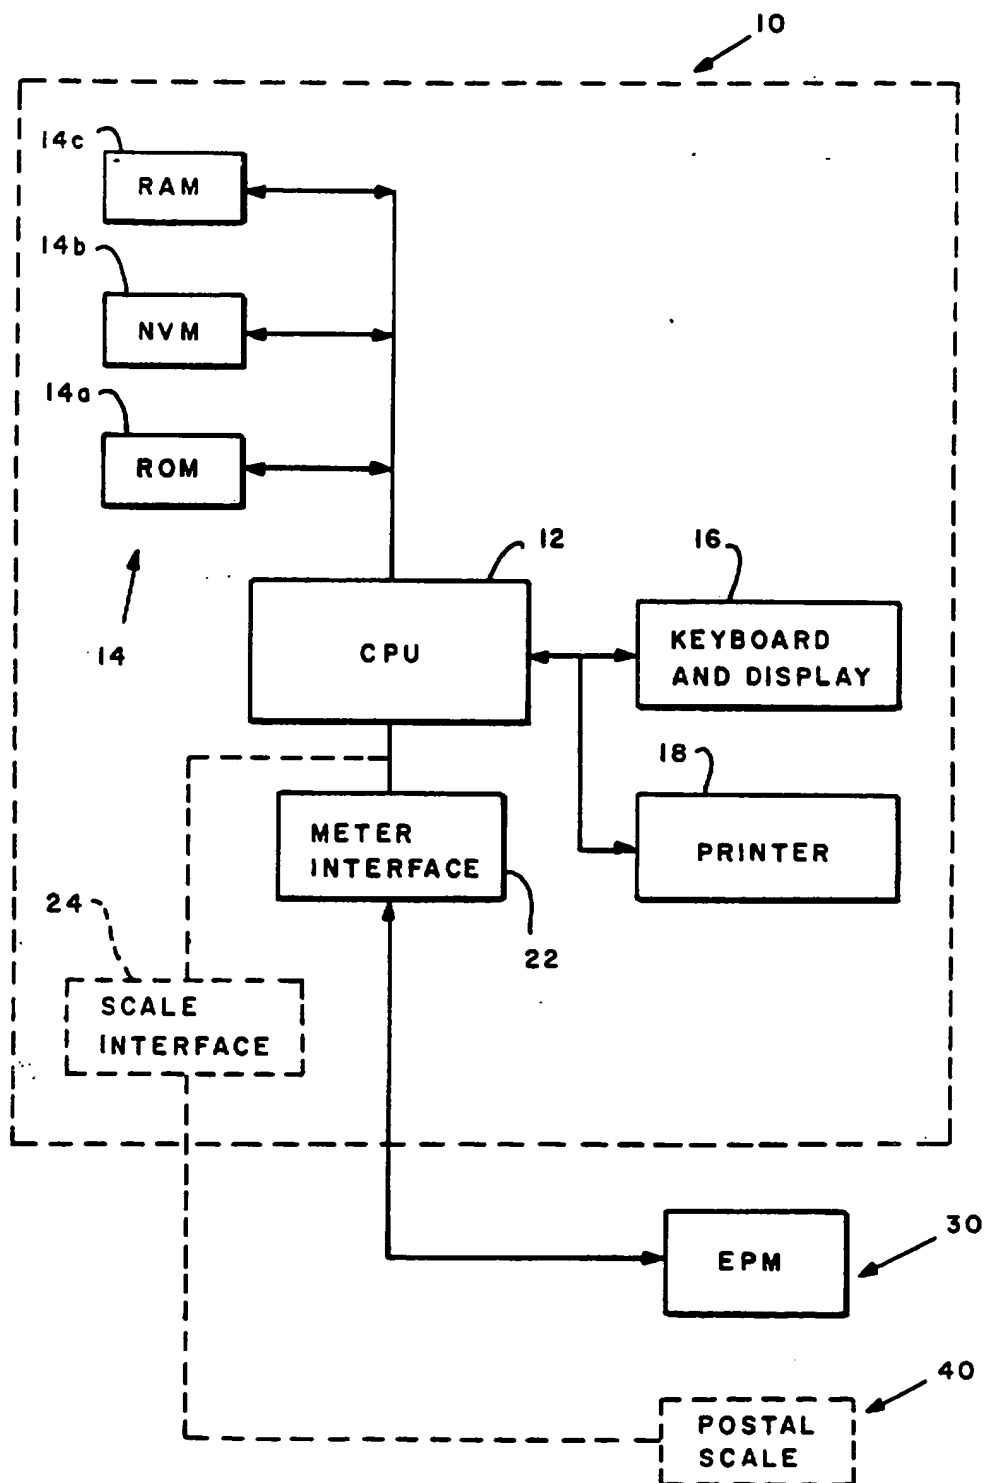 10
14c
RAM
14b
NVM
14a
ROM
14
12
CPU
16
KEYBOARD
AND DISPLAY
18
PRINTER
METER
INTERFACE
22
24
SCALE
INTERFACE
30
EPM
40
POSTAL
SCALE